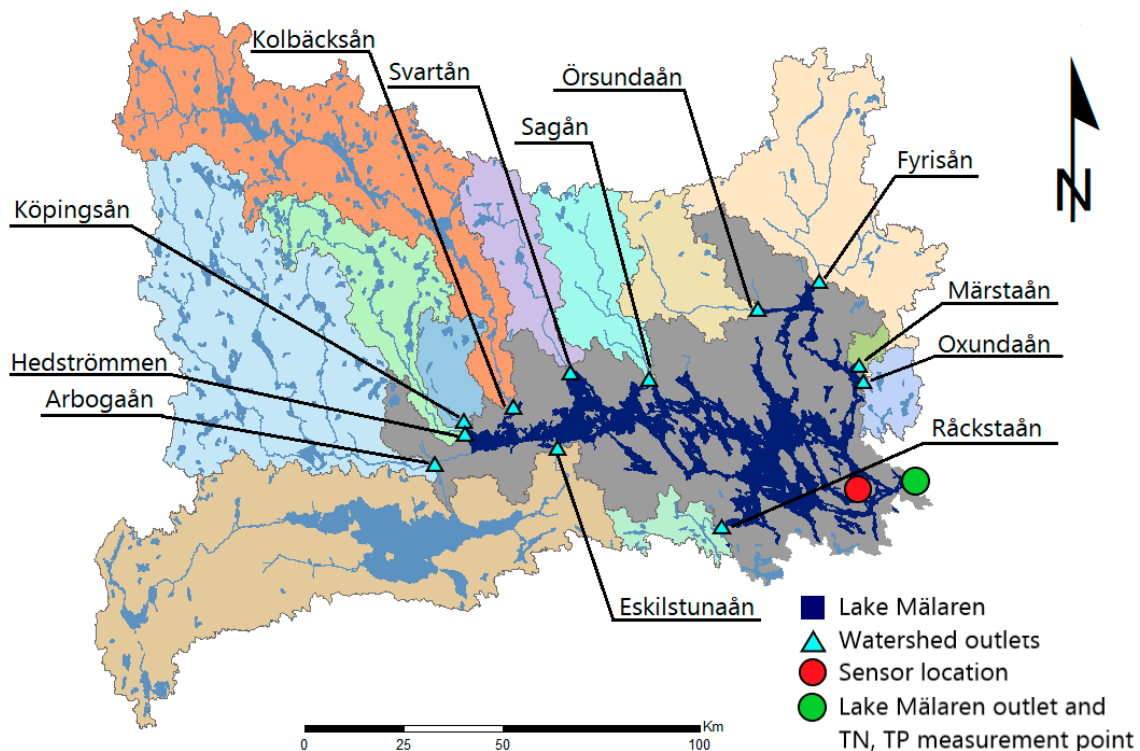 Kolbäcksån
Svartån
Örsundaån
Sagån
Fyrisån
Köpingsån
N
Märstaån
Oxundaån
Hedströmmen
Arbogaån
Råckstaån
Eskilstunaån
Lake Mälaren
Watershed outlets
Sensor location
Lake Mälaren outlet and
TN, TP measurement point
Km
0 25 50 100